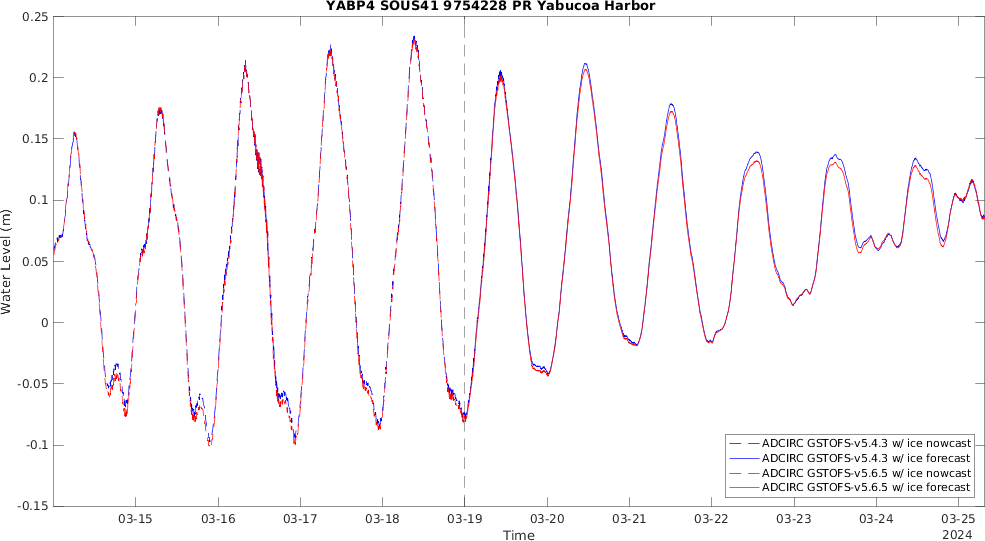 YABP4 SOUS41 9754228 PR Yabucoa Harbor
0.25
0.2
0.15
0.1
0.05
0
-0.05
-0.1
-0.15
Water Level (m)
03-15 03-16 03-17 03-18 03-19 03-20 03-21 03-22 03-23 03-24 03-25
2024
Time
ADCIRC GSTOFS-v5.4.3 w/ ice nowcast
ADCIRC GSTOFS-v5.4.3 w/ ice forecast
ADCIRC GSTOFS-v5.6.5 w/ ice nowcast
ADCIRC GSTOFS-v5.6.5 w/ ice forecast